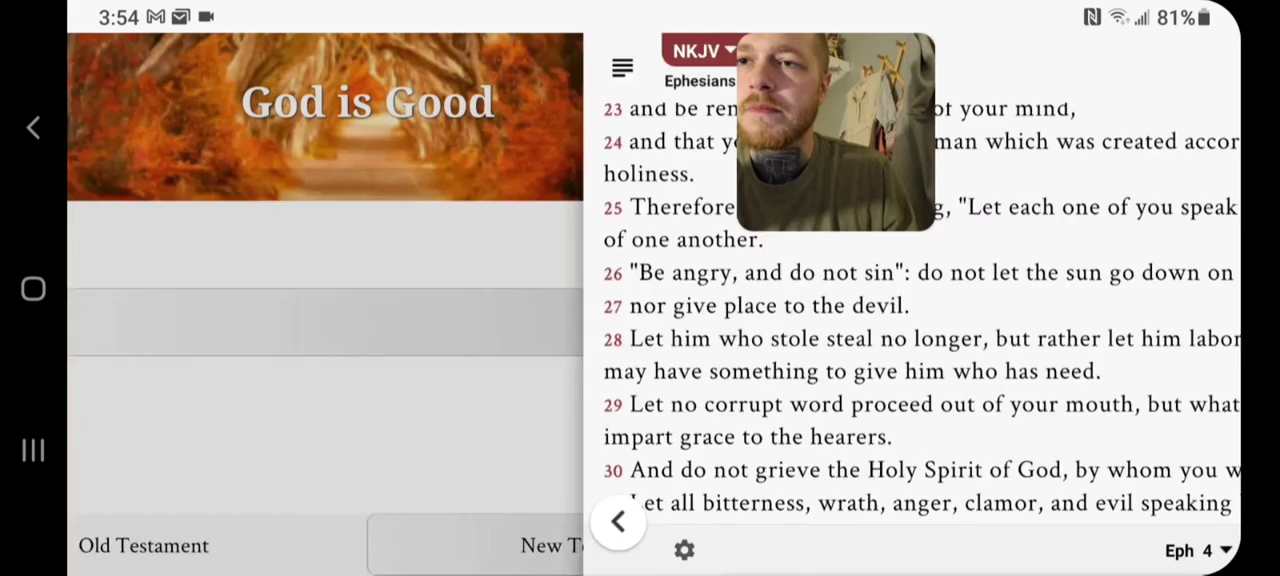 3:54
81%
God is Good
Old Testament
New
NKJV
Ephesians
23 and be of your mind,
24 and that man which was created
holiness.
25 Therefore "Let each one of you speak
of one another.
26 "Be angry, and do not sin": do not let the sun go down on
27 nor give place to the devil.
28 Let him who stole steal no longer, but rather let him labor
may have something to give him who has need.
29 Let no corrupt word proceed out of your mouth, but what
impart grace to the hearers.
30 And do not grieve the Holy Spirit of God, by whom you
Let all bitterness, wrath, anger, clamor, and evil speaking
Eph 4